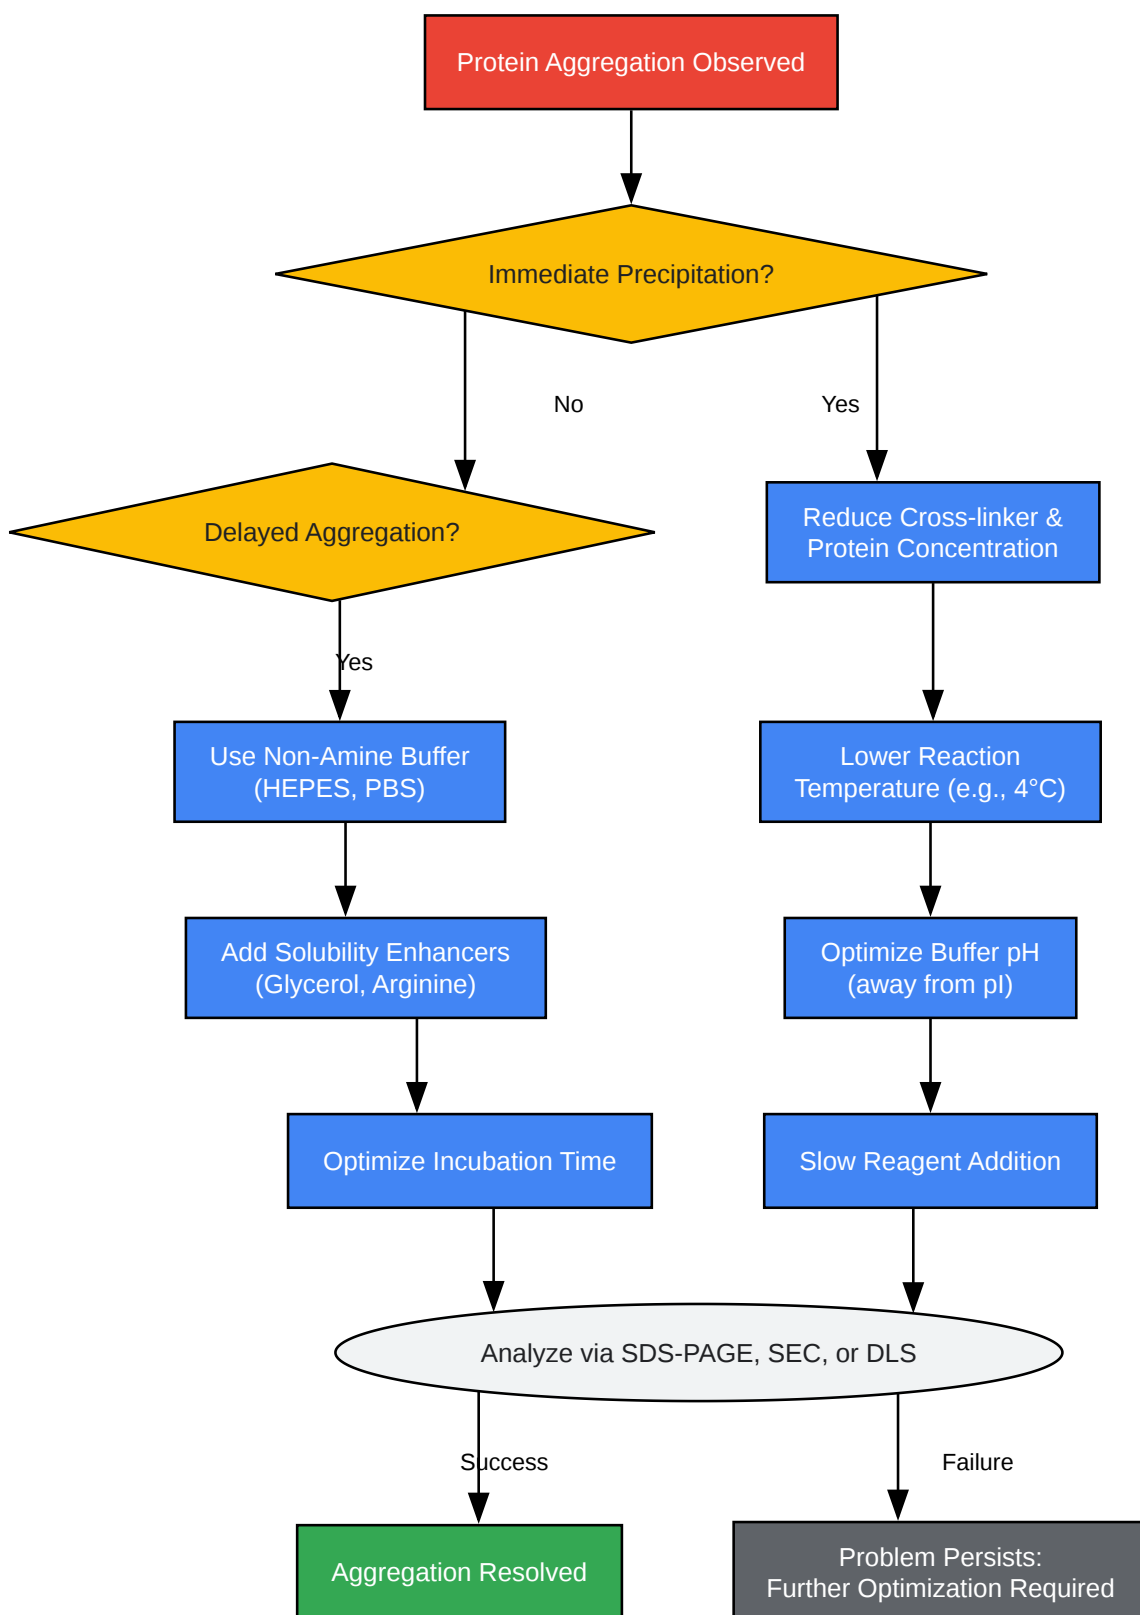 Protein Aggregation Observed
Immediate Precipitation?
No
Yes
Delayed Aggregation?
Reduce Cross-linker &
Protein Concentration
Yes
Use Non-Amine Buffer
(HEPES, PBS)
Lower Reaction
Temperature (e.g., 4°C)
Add Solubility Enhancers
(Glycerol, Arginine)
Optimize Buffer pH
(away from pI)
Optimize Incubation Time
Slow Reagent Addition
Analyze via SDS-PAGE, SEC, or DLS
Success
Failure
Aggregation Resolved
Problem Persists:
Further Optimization Required